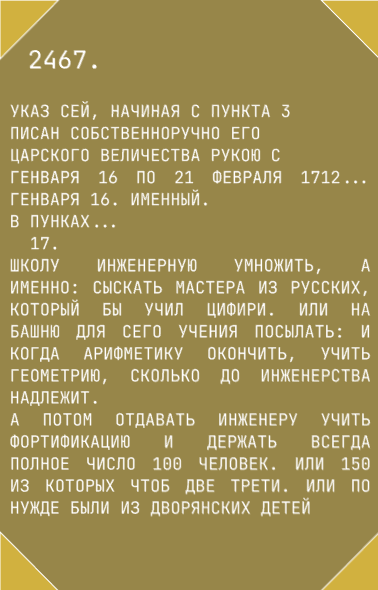 2467.
УКАЗ СЕЙ, НАЧИНАЯ С ПУНКТА 3
ПИСАН СОБСТВЕННОРУЧНО ЕГО
ЦАРСКОГО ВЕЛИЧЕСТВА РУКОЮ С
ГЕНВАРЯ 16 ПО 21 ФЕВРАЛЯ 1712...
ГЕНВАРЯ 16. ИМЕННЫЙ.
В ПУНКАХ...
17.
ШКОЛУ ИНЖЕНЕРНУЮ УМНОЖИТЬ, А
ИМЕННО: СЫСКАТЬ МАСТЕРА ИЗ РУССКИХ,
КОТОРЫЙ БЫ УЧИЛ ЦИФИРИ. ИЛИ НА
БАШНЮ ДЛЯ СЕГО УЧЕНИЯ ПОСЫЛАТЬ: И
КОГДА АРИФМЕТИКУ ОКОНЧИТЬ, УЧИТЬ
ГЕОМЕТРИЮ, СКОЛЬКО ДО ИНЖЕНЕРСТВА
НАДЛЕЖИТ.
А ПОТОМ ОТДАВАТЬ ИНЖЕНЕРУ УЧИТЬ
ФОРТИФИКАЦИЮ И ДЕРЖАТЬ ВСЕГДА
ПОЛНОЕ ЧИСЛО 100 ЧЕЛОВЕК. ИЛИ 150
ИЗ КОТОРЫХ ЧТОБ ДВЕ ТРЕТИ. ИЛИ ПО
НУЖДЕ БЫЛИ ИЗ ДВОРЯНСКИХ ДЕТЕЙ